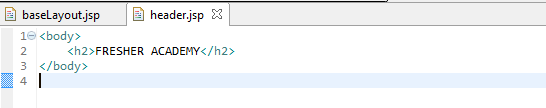 baseLayout.jsp header.jsp
1 <body>
2     <h2>FRESHER ACADEMY</h2>
3 </body>
4